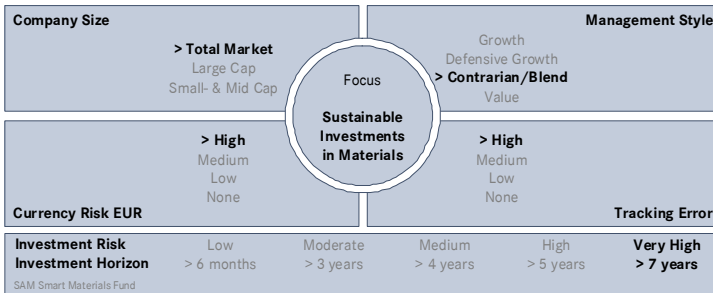 Company Size
> Total Market
Large Cap
Small- & Mid Cap
Management Style
Growth
Defensive Growth
> Contrarian/Blend
Value
Focus
Sustainable
Investments
in Materials
> High
Medium
Low
None
Currency Risk EUR
> High
Medium
Low
None
Tracking Error
Investment Risk Low Moderate Medium High Very High
Investment Horizon > 6 months > 3 years > 4 years > 5 years > 7 years
SAM Smart Materials Fund